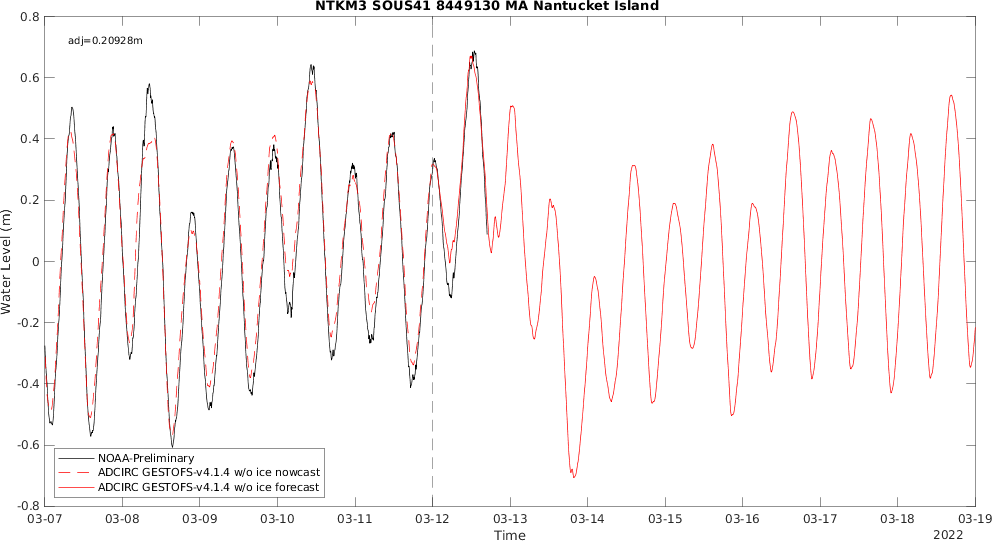 NTKM3 SOUS41 8449130 MA Nantucket Island
adj=0.20928m
0.8
0.6
0.4
0.2
0
-0.2
-0.4
-0.6
-0.8
Water Level (m)
NOAA-Preliminary
ADCIRC GESTOFS-v4.1.4 w/o ice nowcast
ADCIRC GESTOFS-v4.1.4 w/o ice forecast
03-07 03-08 03-09 03-10 03-11 03-12 03-13 03-14 03-15 03-16 03-17 03-18 03-19
Time
2022